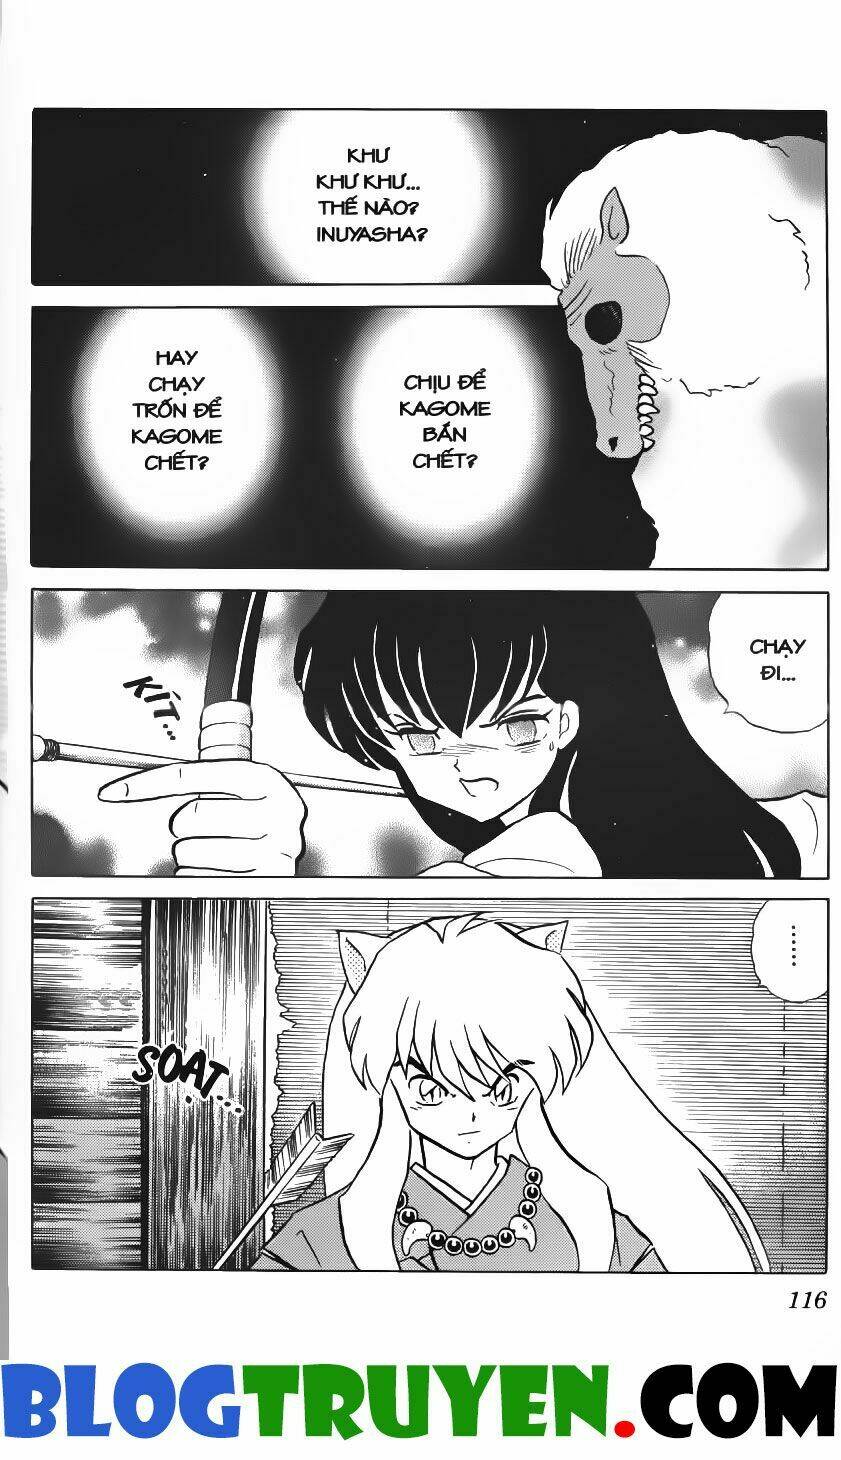 KHƯ
KHƯ KHƯ...
THẾ NÀO?
INUYASHA?
CHỊU ĐỂ
KAGOME
BẮN
CHẾT?
HAY
CHẠY
TRỐN ĐỂ
KAGOME
CHẾT?
CHẠY
ĐI...
KÍT...
......
SOẠT...
116
BLOGTRUYEN.COM